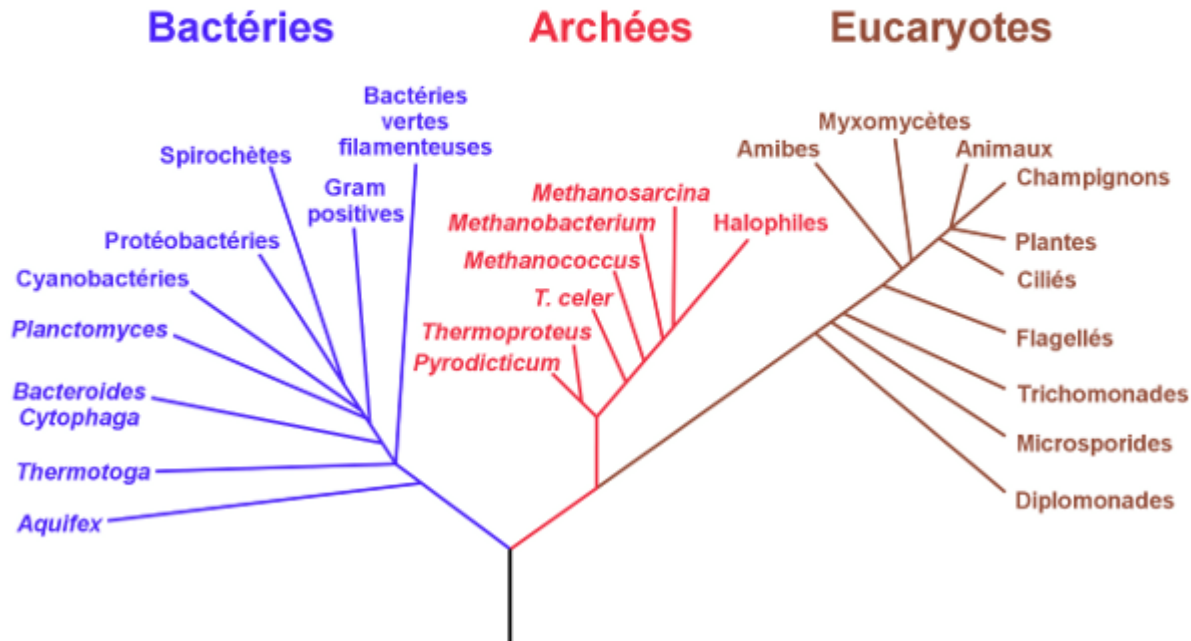 Bactéries
Archées
Eucaryotes
Bactéries
vertes
filamenteuses
Spirochètes
Gram
positives
Protéobactéries
Cyanobactéries
Planctomyces
Bacteroides
Cytophaga
Thermotoga
Aquifex
Methanosarcina
Methanobacterium
Halophiles
Methanococcus
T. celer
Thermoproteus
Pyrodicticum
Myxomycètes
Amibes
Animaux
Champignons
Plantes
Ciliés
Flagellés
Trichomonades
Microsporides
Diplomonades